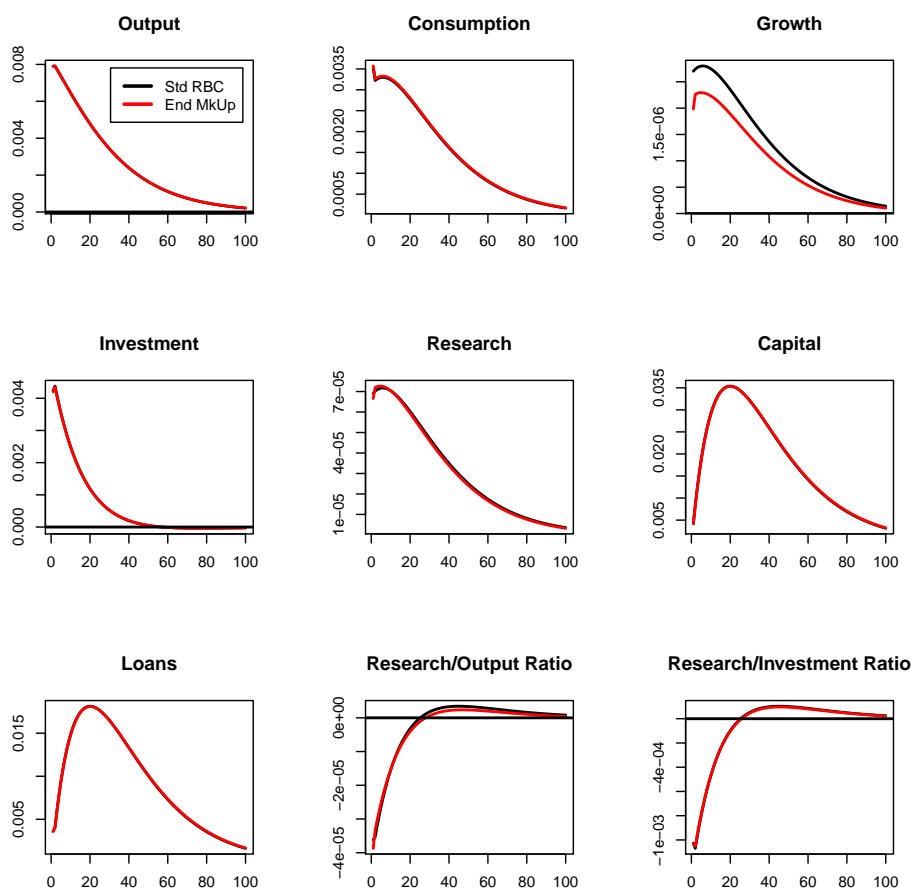 Output
Consumption
Growth
0.008
0.004
0.000
Std RBC
End MkUp
0 20 40 60 80 100
0.0035
0.0020
0.0005
0 20 40 60 80 100
1.5e−06
0.0e+00
0 20 40 60 80 100
Investment
Research
Capital
0.004
0.002
0.000
0 20 40 60 80 100
7e−05
4e−05
1e−05
0 20 40 60 80 100
0.035
0.020
0.005
0 20 40 60 80 100
Loans
Research/Output Ratio
Research/Investment Ratio
0.015
0.005
0 20 40 60 80 100
0e+00
−2e−05
−4e−05
0 20 40 60 80 100
−4e−04
−1e−03
0 20 40 60 80 100